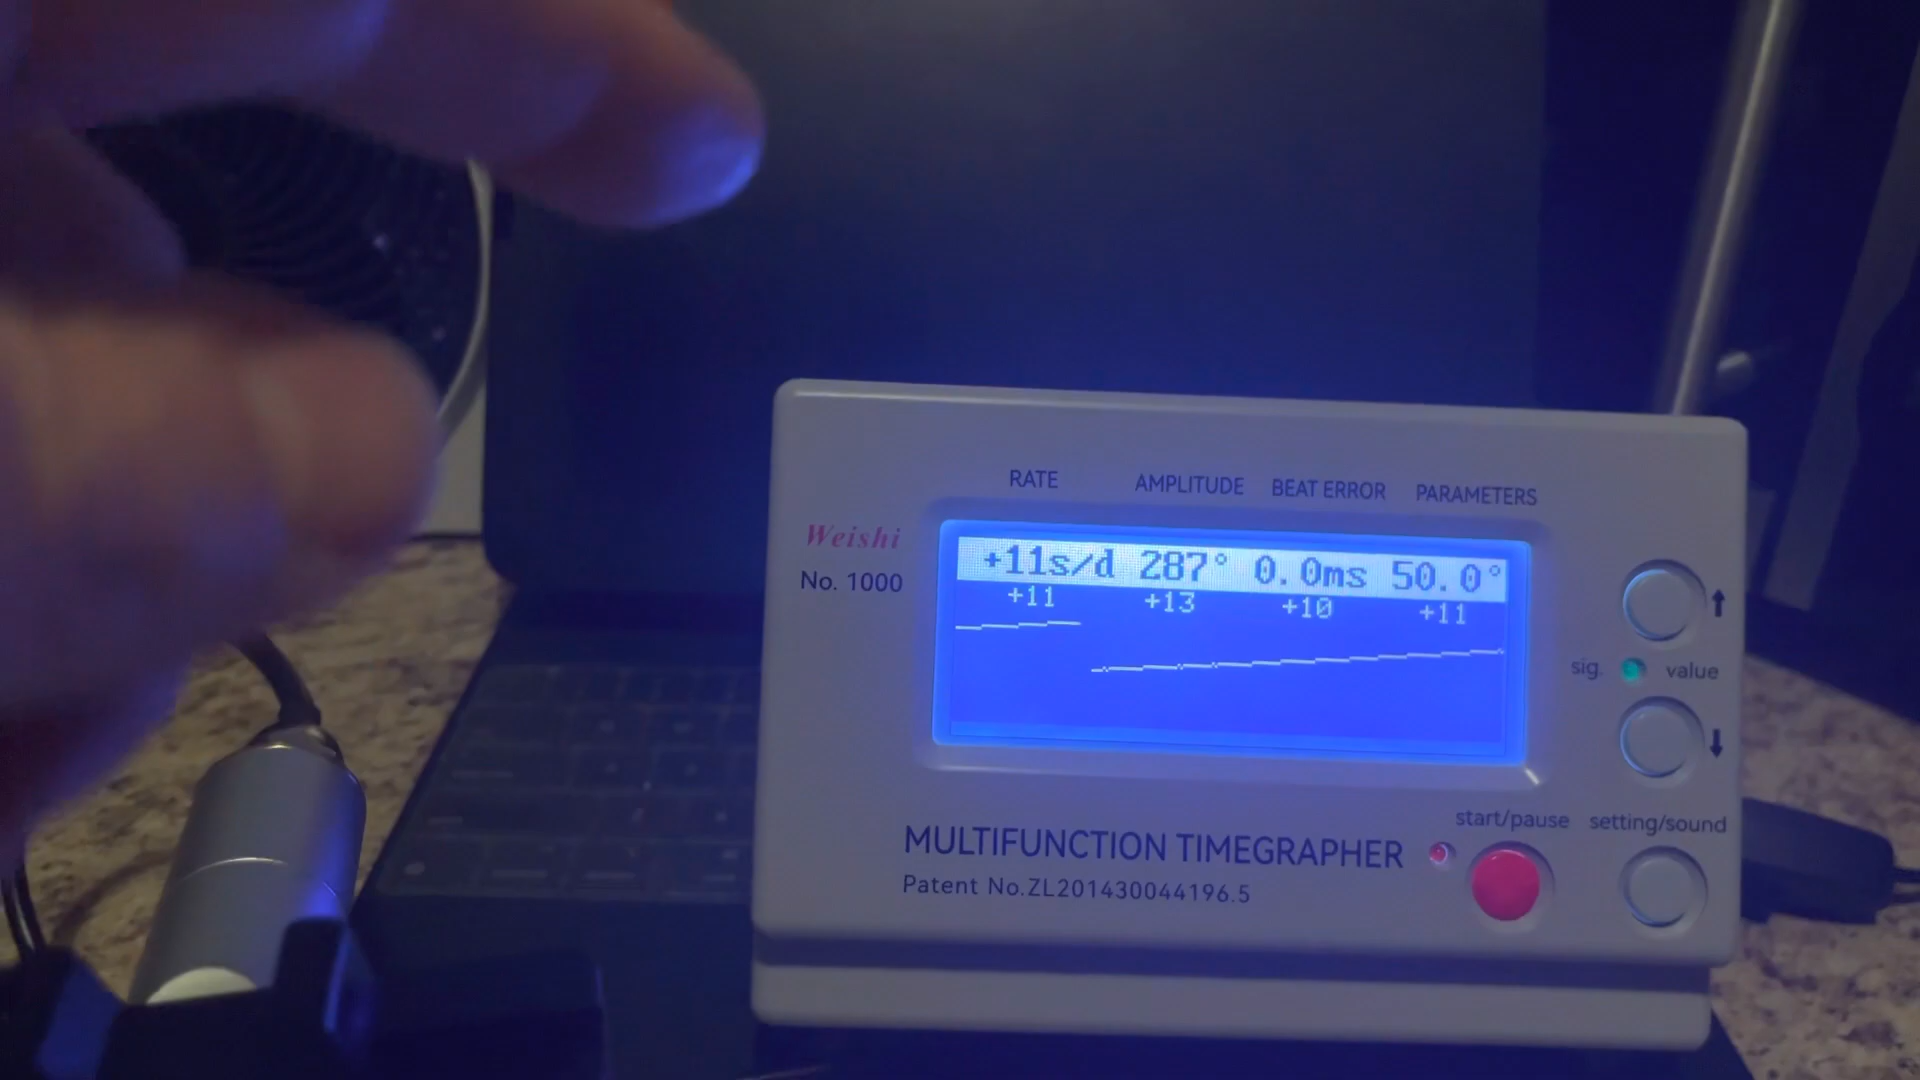 RATE AMPLITUDE BEAT ERROR PARAMETERS
Weishi
No. 1000
+11s/d 287° 0.0ms 50.0°
+11 +13 +10 +11
sig. value
start/pause setting/sound
MULTIFUNCTION TIMEGRAPHER
Patent No.ZL201430044196.5